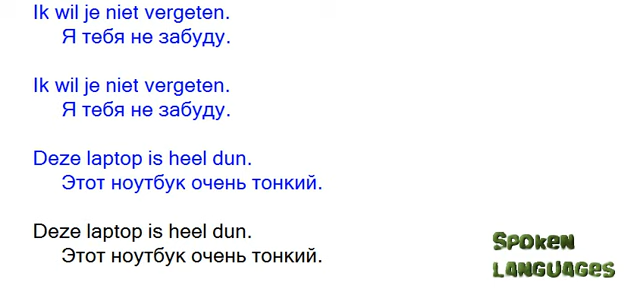 Ik wil je niet vergeten.
Я тебя не забуду.
Ik wil je niet vergeten.
Я тебя не забуду.
Deze laptop is heel dun.
Этот ноутбук очень тонкий.
Deze laptop is heel dun.
Этот ноутбук очень тонкий.
Spoken
Languages